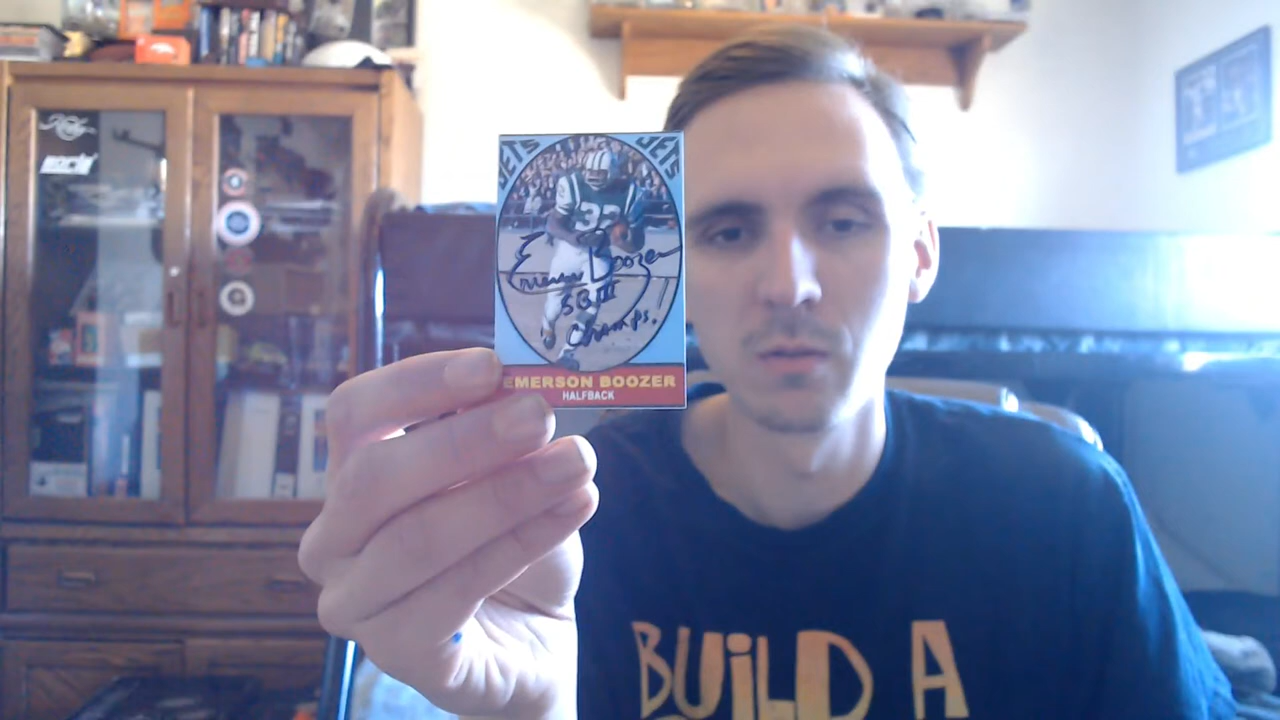 JETS JETS
32
Emerson Boozer
SB III
Champs.
EMERSON BOOZER
HALFBACK
BUiLD A